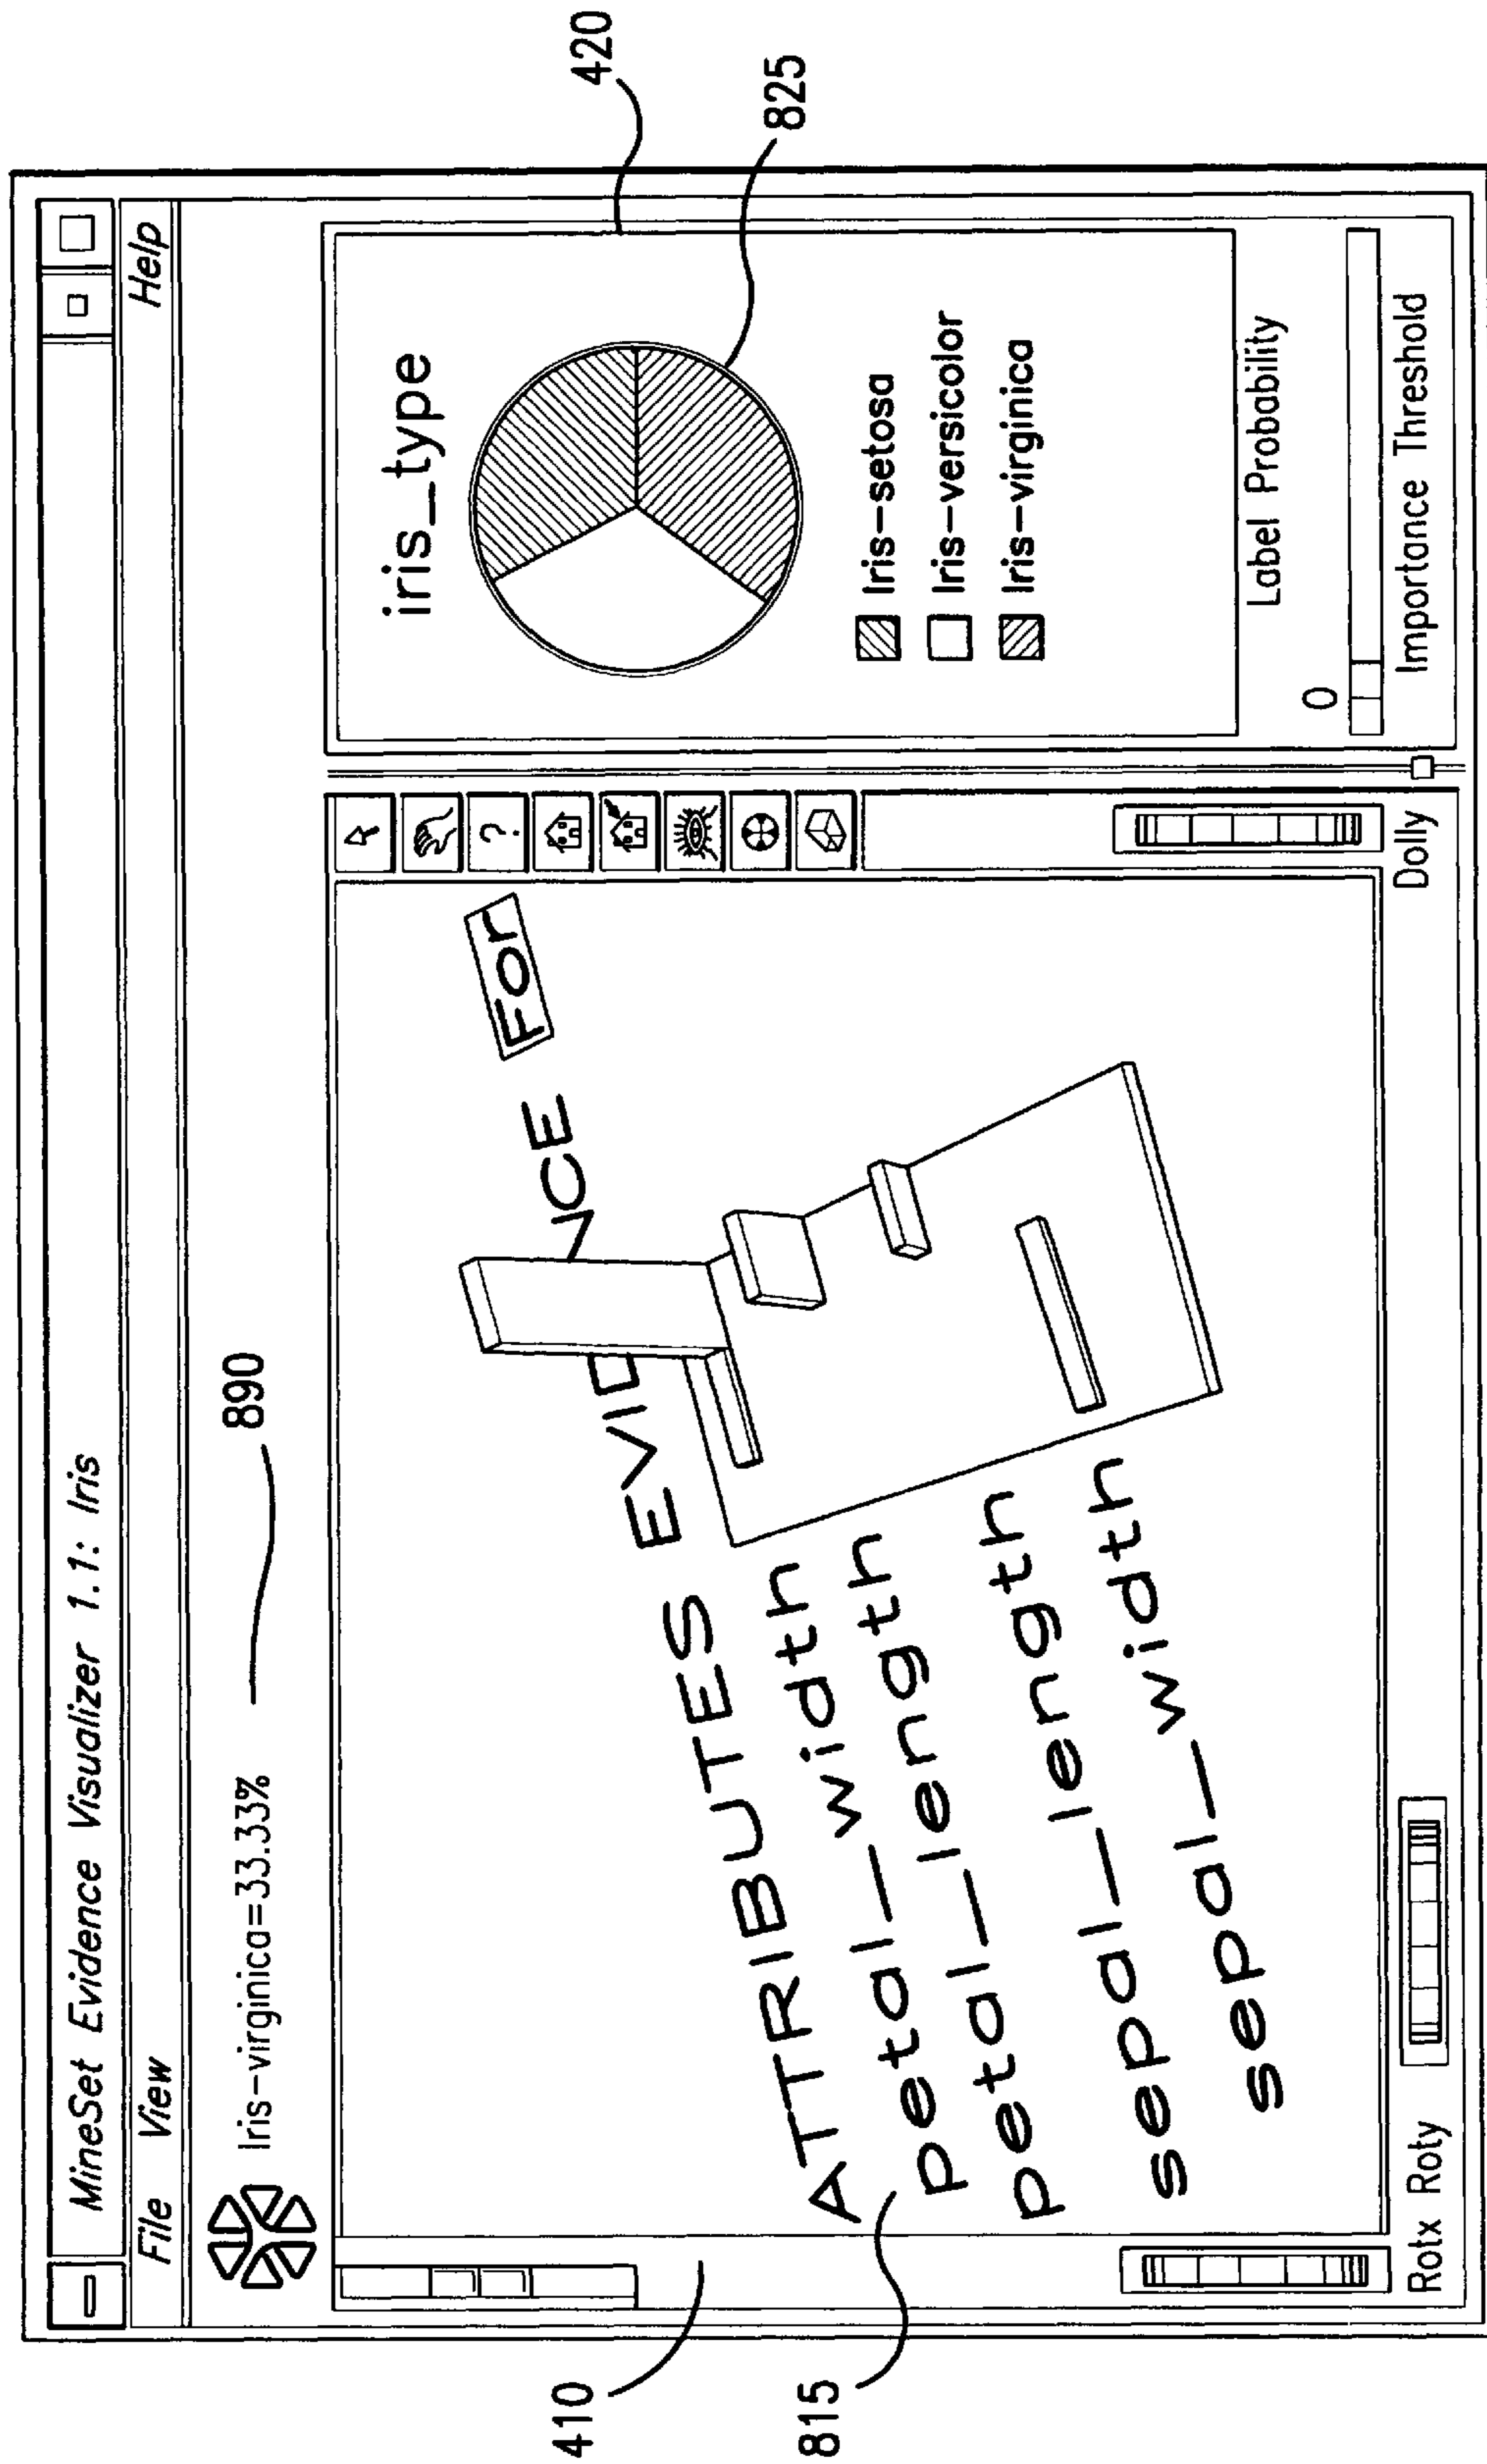 MineSet Evidence Visualizer 1.1: Iris
File View Help
Iris-virginica=33.33%
890
410
815
420
825
ATTRIBUTES EVID NCE For
petal_width
petal_length
sepal_length
sepal_width
?
iris_type
Iris-setosa
Iris-versicolor
Iris-virginica
Label Probability
0
Importance Threshold
Rotx Roty Dolly